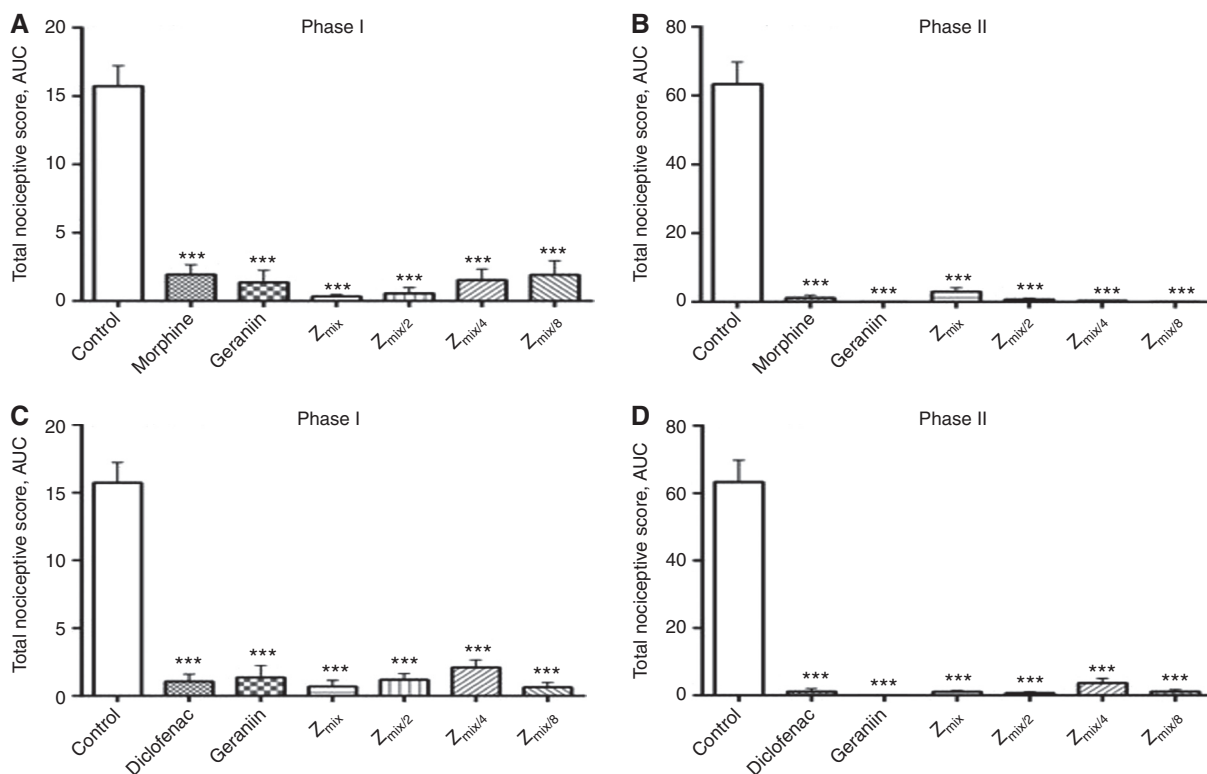 A
Phase I
Total nociceptive score, AUC
20
15
10
5
0
***
***
***
***
***
***
Control
Morphine
Geraniin
Zmix
Zmix/2
Zmix/4
Zmix/8
B
Phase II
Total nociceptive score, AUC
80
60
40
20
0
***
***
***
***
***
***
Control
Morphine
Geraniin
Zmix
Zmix/2
Zmix/4
Zmix/8
C
Phase I
Total nociceptive score, AUC
20
15
10
5
0
***
***
***
***
***
***
Control
Diclofenac
Geraniin
Zmix
Zmix/2
Zmix/4
Zmix/8
D
Phase II
Total nociceptive score, AUC
80
60
40
20
0
***
***
***
***
***
***
Control
Diclofenac
Geraniin
Zmix
Zmix/2
Zmix/4
Zmix/8